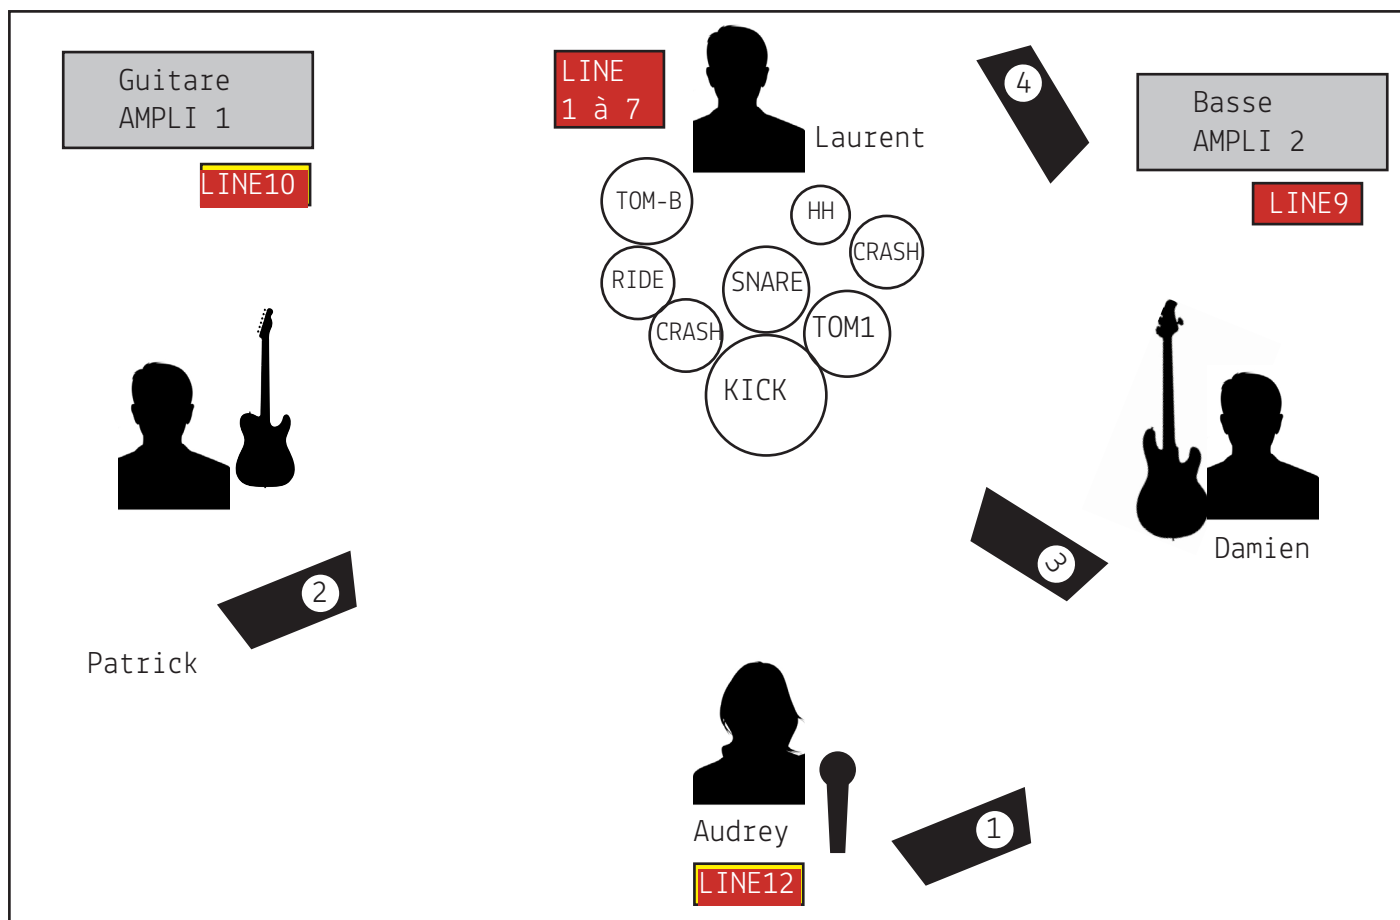 Guitare
AMPLI 1
LINE10
LINE
1 à 7
Laurent
4
Basse
AMPLI 2
LINE9
TOM-B
HH
CRASH
RIDE
SNARE
CRASH
TOM1
KICK
3
Damien
2
Patrick
Audrey
1
LINE12